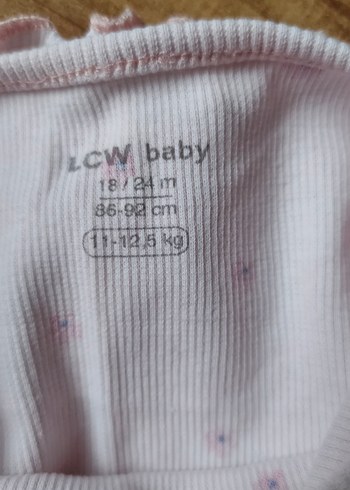 LCW baby
18 / 24 m
86-92 cm
11-12,5 kg